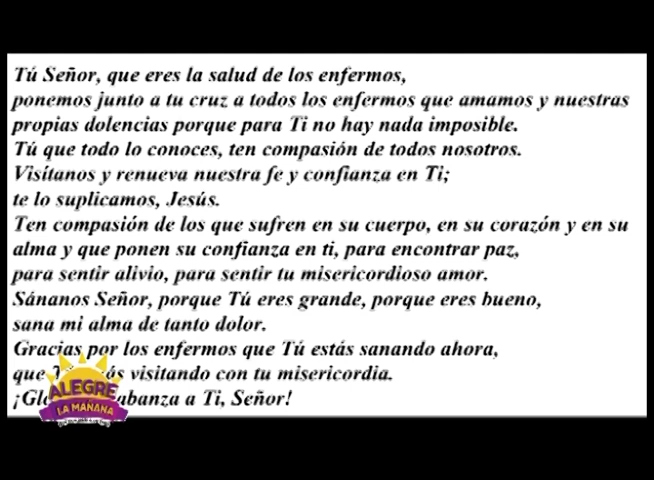 Tú Señor, que eres la salud de los enfermos,
ponemos junto a tu cruz a todos los enfermos que amamos y nuestras
propias dolencias porque para Ti no hay nada imposible.
Tú que todo lo conoces, ten compasión de todos nosotros.
Visítanos y renueva nuestra fe y confianza en Ti;
te lo suplicamos, Jesús.
Ten compasión de los que sufren en su cuerpo, en su corazón y en su
alma y que ponen su confianza en ti, para encontrar paz,
para sentir alivio, para sentir tu misericordioso amor.
Sánanos Señor, porque Tú eres grande, porque eres bueno,
sana mi alma de tanto dolor.
Gracias por los enfermos que Tú estás sanando ahora,
que visitando con tu misericordia.
a Ti, Señor!
ALEGRE
LA MAÑANA